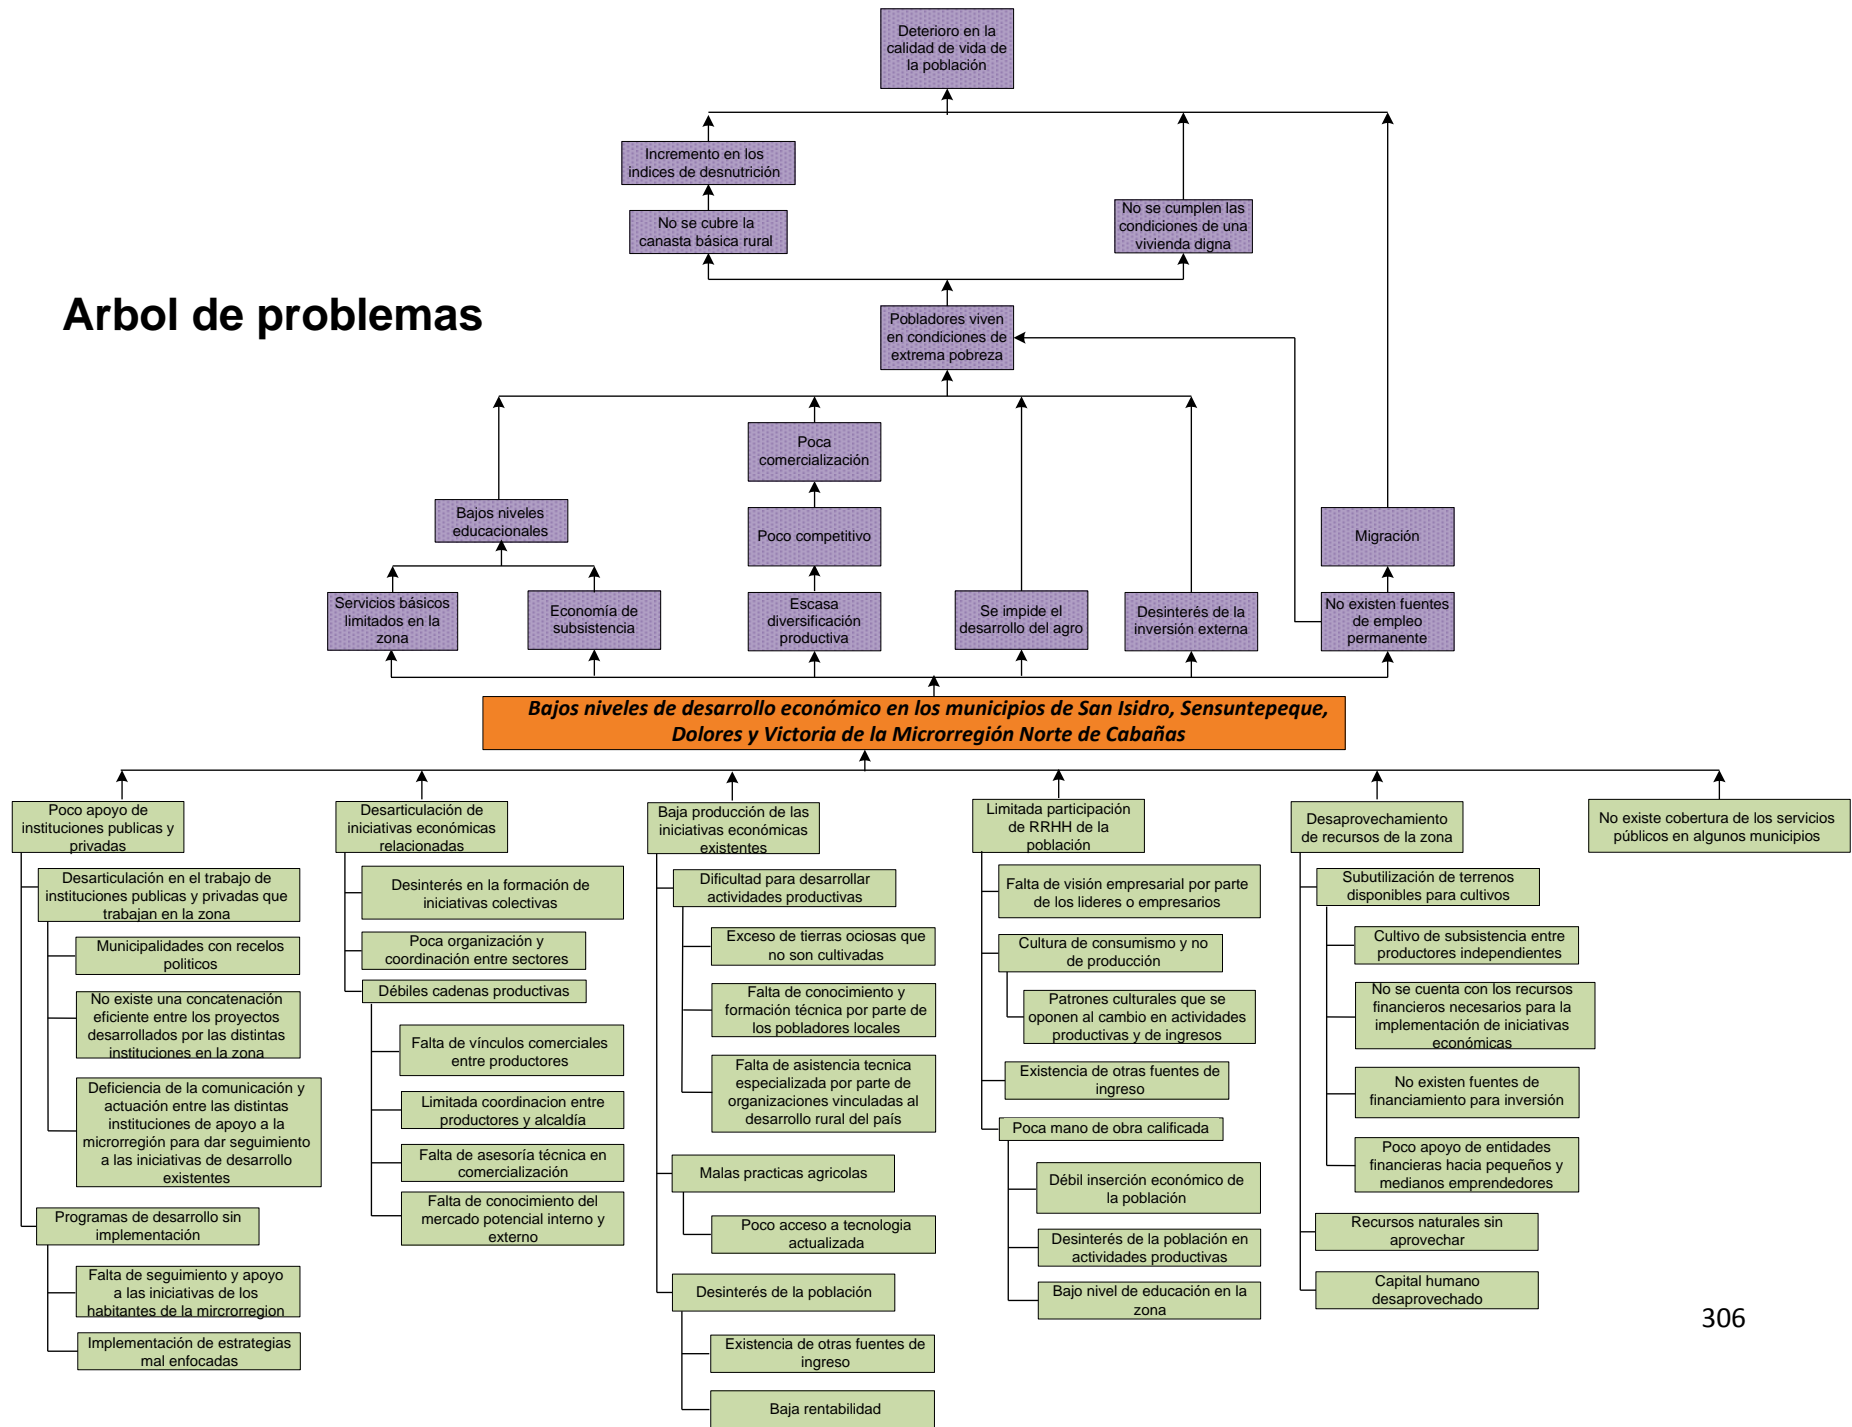 Deterioro en la
calidad de vida de
la población
Incremento en los
indices de desnutrición
No se cubre la
canasta básica rural
No se cumplen las
condiciones de una
vivienda digna
Arbol de problemas
Pobladores viven
en condiciones de
extrema pobreza
Poca
comercialización
Bajos niveles
educacionales
Poco competitivo
Migración
Servicios básicos
limitados en la
zona
Economía de
subsistencia
Escasa
diversificación
productiva
Se impide el
desarrollo del agro
Desinterés de la
inversión externa
No existen fuentes
de empleo
permanente
Bajos niveles de desarrollo económico en los municipios de San Isidro, Sensuntepeque,
Dolores y Victoria de la Microrregión Norte de Cabañas
Poco apoyo de
instituciones publicas y
privadas
Desarticulación en el trabajo de
instituciones publicas y privadas que
trabajan en la zona
Municipalidades con recelos
politicos
No existe una concatenación
eficiente entre los proyectos
desarrollados por las distintas
instituciones en la zona
Deficiencia de la comunicación y
actuación entre las distintas
instituciones de apoyo a la
microrregión para dar seguimiento
a las iniciativas de desarrollo
existentes
Programas de desarrollo sin
implementación
Falta de seguimiento y apoyo
a las iniciativas de los
habitantes de la mircrorregion
Implementación de estrategias
mal enfocadas
Desarticulación de
iniciativas económicas
relacionadas
Desinterés en la formación de
iniciativas colectivas
Poca organización y
coordinación entre sectores
Débiles cadenas productivas
Falta de vínculos comerciales
entre productores
Limitada coordinacion entre
productores y alcaldía
Falta de asesoría técnica en
comercialización
Falta de conocimiento del
mercado potencial interno y
externo
Baja producción de las
iniciativas económicas
existentes
Dificultad para desarrollar
actividades productivas
Exceso de tierras ociosas que
no son cultivadas
Falta de conocimiento y
formación técnica por parte de
los pobladores locales
Falta de asistencia tecnica
especializada por parte de
organizaciones vinculadas al
desarrollo rural del país
Malas practicas agricolas
Poco acceso a tecnologia
actualizada
Desinterés de la población
Existencia de otras fuentes de
ingreso
Baja rentabilidad
Limitada participación
de RRHH de la
población
Falta de visión empresarial por parte
de los lideres o empresarios
Cultura de consumismo y no
de producción
Patrones culturales que se
oponen al cambio en actividades
productivas y de ingresos
Existencia de otras fuentes de
ingreso
Poca mano de obra calificada
Débil inserción económico de
la población
Desinterés de la población en
actividades productivas
Bajo nivel de educación en la
zona
Desaprovechamiento
de recursos de la zona
Subutilización de terrenos
disponibles para cultivos
Cultivo de subsistencia entre
productores independientes
No se cuenta con los recursos
financieros necesarios para la
implementación de iniciativas
económicas
No existen fuentes de
financiamiento para inversión
Poco apoyo de entidades
financieras hacia pequeños y
medianos emprendedores
Recursos naturales sin
aprovechar
Capital humano
desaprovechado
No existe cobertura de los servicios
públicos en algunos municipios
306